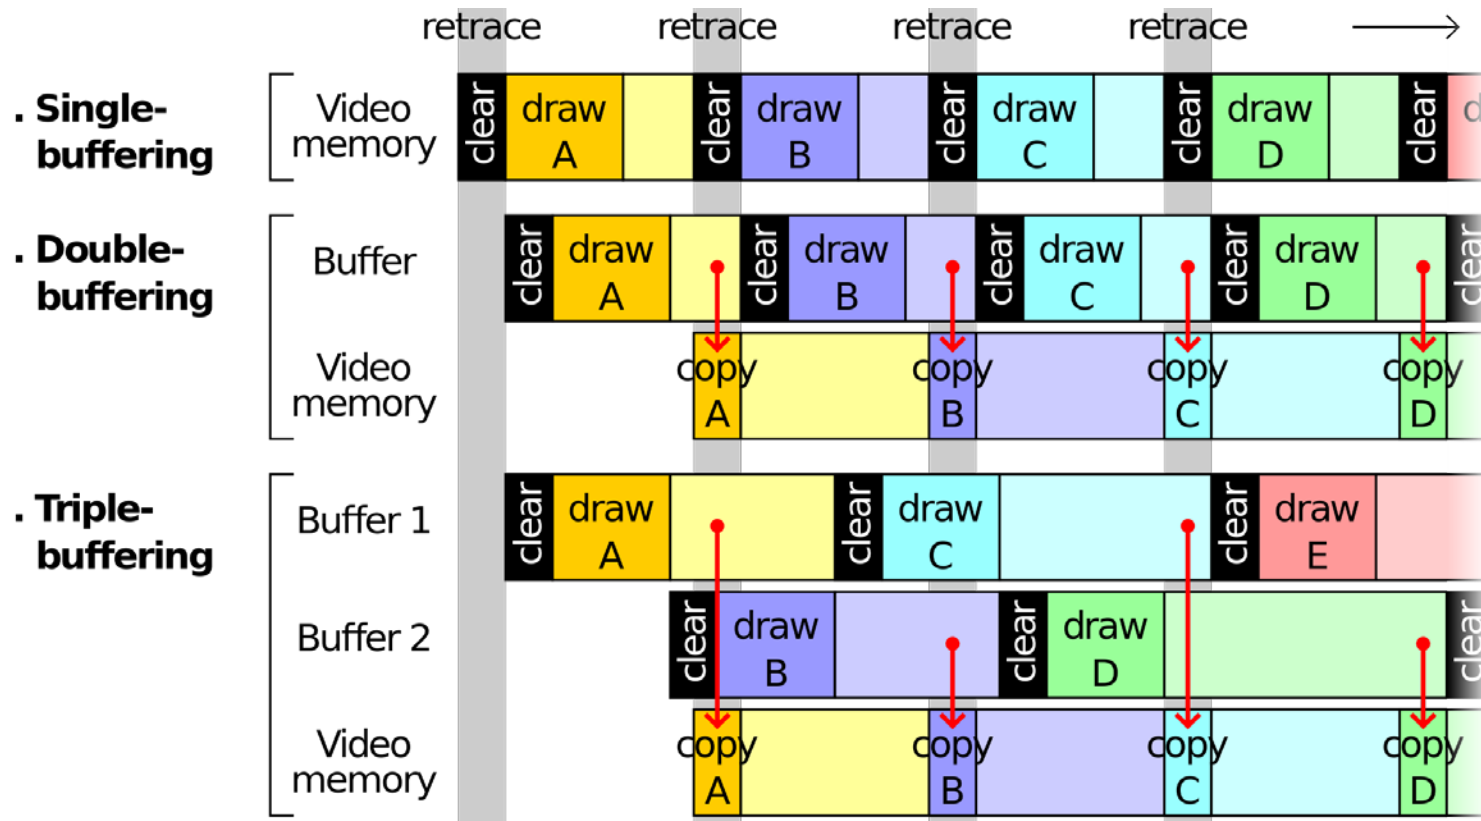 retrace retrace retrace retrace
. Single-
buffering
Video
memory
clear draw A clear draw B clear draw C clear draw D clear d
. Double-
buffering
Buffer
clear draw A clear draw B clear draw C clear draw D clear
Video
memory
copy A copy B copy C copy D
. Triple-
buffering
Buffer 1
clear draw A clear draw C clear draw E
Buffer 2
clear draw B clear draw D clear
Video
memory
copy A copy B copy C copy D